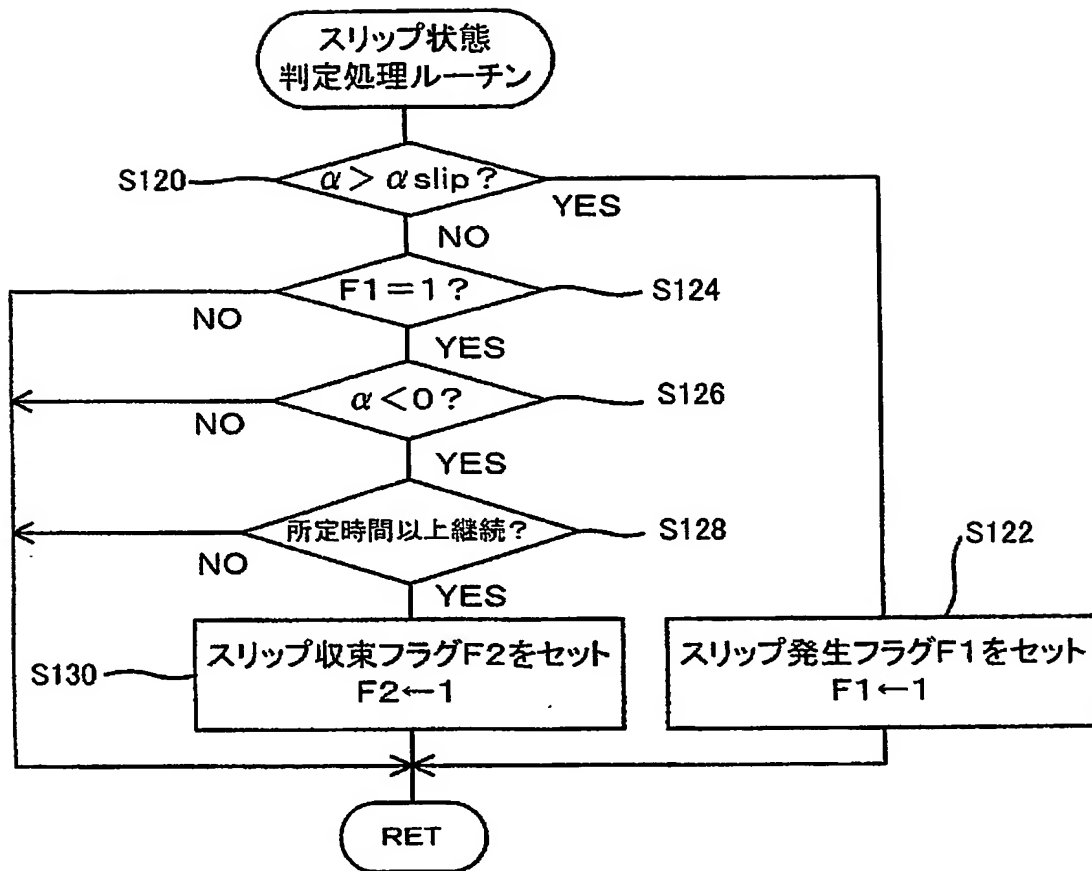 スリップ状態
判定処理ルーチン
S120
α＞αslip？
YES
NO
F1＝1？
S124
NO
YES
α＜0？
S126
NO
YES
所定時間以上継続？
S128
NO
YES
S122
スリップ収束フラグF2をセット
F2←1
S130
スリップ発生フラグF1をセット
F1←1
RET